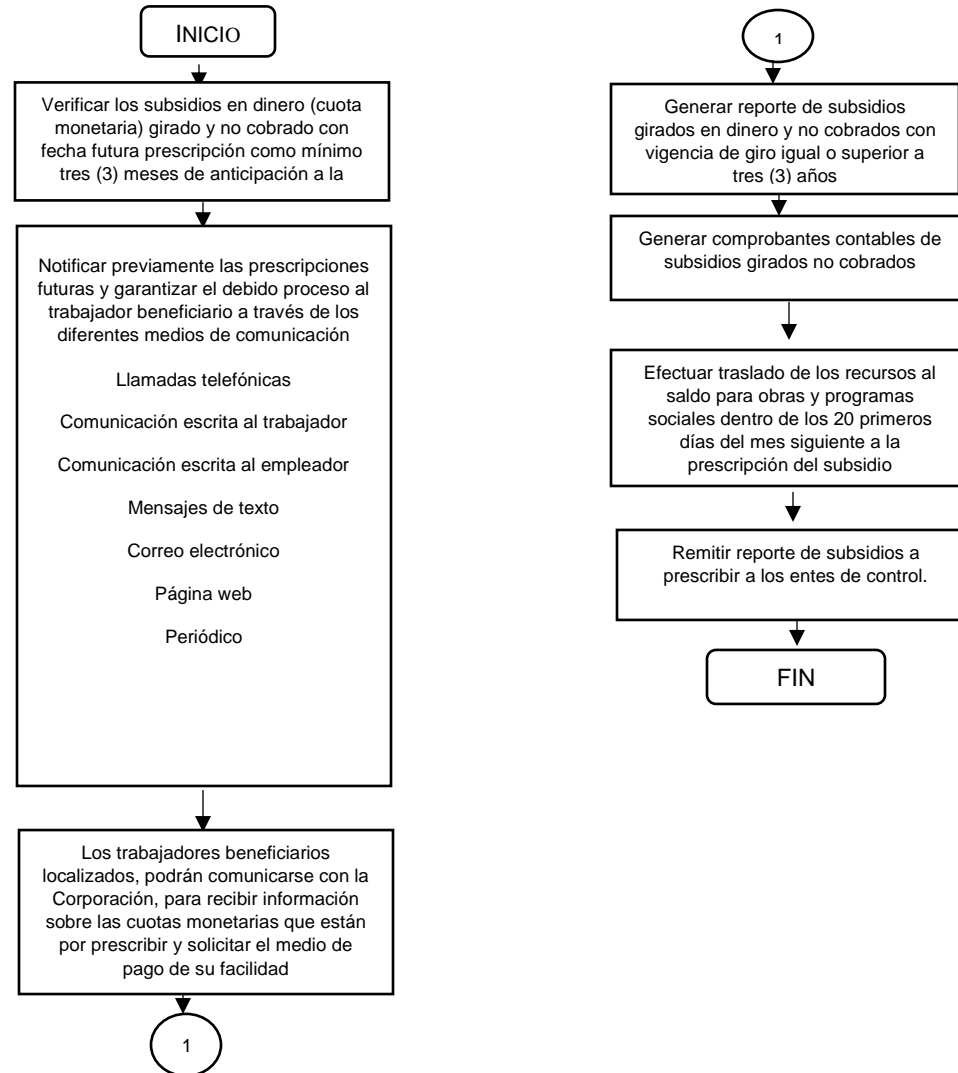 INICIO
Verificar los subsidios en dinero (cuota
monetaria) girado y no cobrado con
fecha futura prescripción como mínimo
tres (3) meses de anticipación a la
Notificar previamente las prescripciones
futuras y garantizar el debido proceso al
trabajador beneficiario a través de los
diferentes medios de comunicación
Llamadas telefónicas
Comunicación escrita al trabajador
Comunicación escrita al empleador
Mensajes de texto
Correo electrónico
Página web
Periódico
Los trabajadores beneficiarios
localizados, podrán comunicarse con la
Corporación, para recibir información
sobre las cuotas monetarias que están
por prescribir y solicitar el medio de
pago de su facilidad
1
1
Generar reporte de subsidios
girados en dinero y no cobrados con
vigencia de giro igual o superior a
tres (3) años
Generar comprobantes contables de
subsidios girados no cobrados
Efectuar traslado de los recursos al
saldo para obras y programas
sociales dentro de los 20 primeros
días del mes siguiente a la
prescripción del subsidio
Remitir reporte de subsidios a
prescribir a los entes de control.
FIN